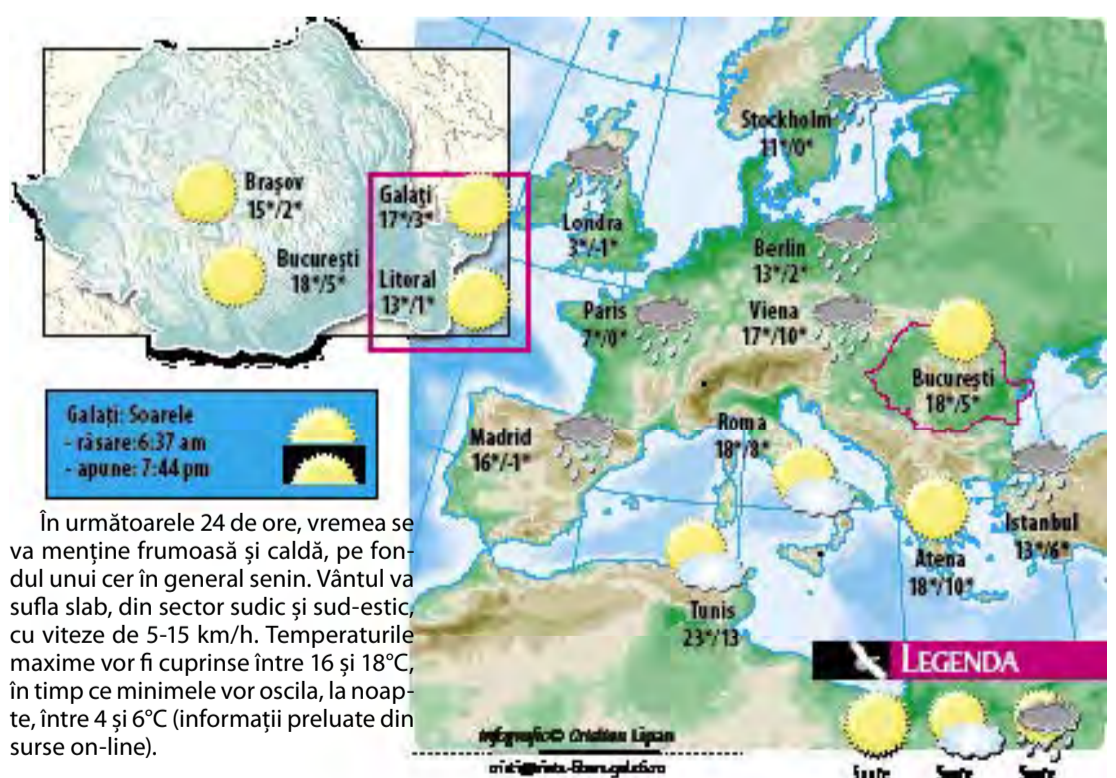 Brașov
15*/2*
București
18*/5*
Galați
17*/3*
Litoral
13*/1*
Stockholm
11*/0*
Londra
3*/-1*
Berlin
13*/2*
Paris
7*/0*
Viena
17*/10*
București
18*/5*
Madrid
16*/-1*
Roma
18*/8*
Istanbul
13*/6*
Atena
18*/10*
Tunis
23*/13
Galați: Soarele
- răsare: 6:37 am
- apune: 7:44 pm
În următoarele 24 de ore, vremea se
va menține frumoasă și caldă, pe fon-
dul unui cer în general senin. Vântul va
sufla slab, din sector sudic și sud-estic,
cu viteze de 5-15 km/h. Temperaturile
maxime vor fi cuprinse între 16 și 18°C,
în timp ce minimele vor oscila, la noap-
te, între 4 și 6°C (informații preluate din
surse on-line).
LEGENDA
Infografic© Cristian Lipan